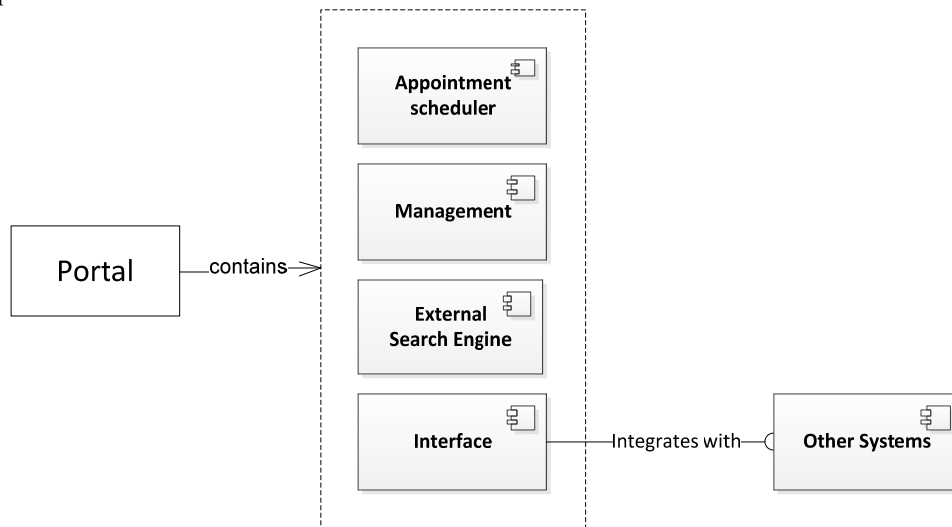 Appointment
scheduler
Management
Portal
contains
External
Search Engine
Interface
Integrates with
Other Systems